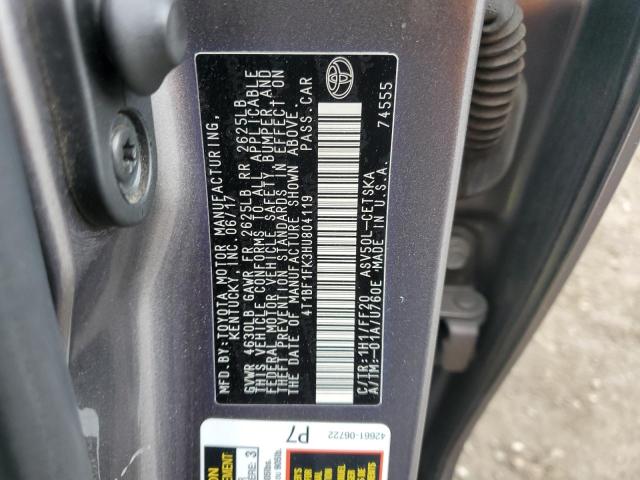 MFD.BY:TOYOTA MOTOR MANUFACTURING,
KENTUCKY, INC. 06/17
GVWR 4630LB GAWR FR 2625LB RR 2625LB
THIS VEHICLE CONFORMS TO ALL APPLICABLE
FEDERAL MOTOR VEHICLE SAFETY, BUMPER, AND
THEFT PREVENTION STANDARDS IN EFFECT ON
THE DATE OF MANUFACTURE SHOWN ABOVE.
4T1BF1FK3HU804119 PASS.CAR
C/TR:1H1/FF20 ASV50L-CETSKA
A/TM:-01A/U760E MADE IN U.S.A.
74555
P7
42661-06722